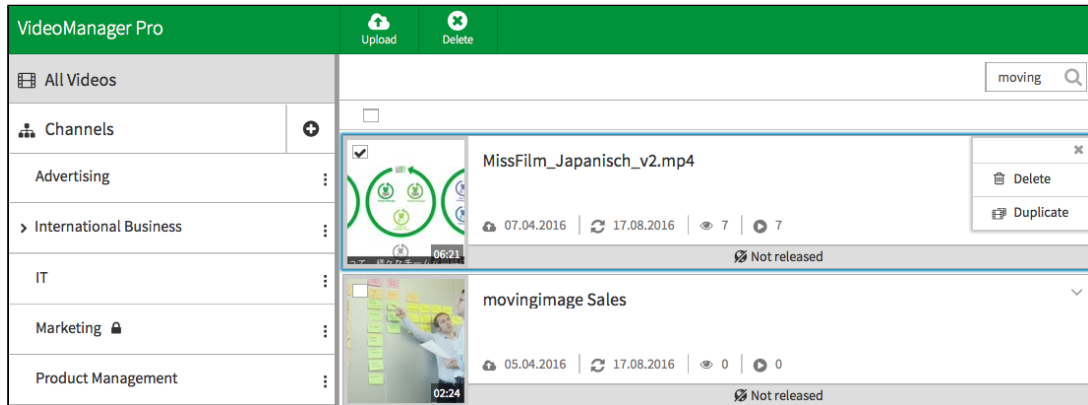 VideoManager Pro
Upload
Delete
All Videos
moving
Channels
Advertising
International Business
IT
Marketing
Product Management
MissFilm_Japanisch_v2.mp4
Delete
Duplicate
07.04.2016 | 17.08.2016 | 7 | 7
06:21
Not released
movingimage Sales
05.04.2016 | 17.08.2016 | 0 | 0
02:24
Not released